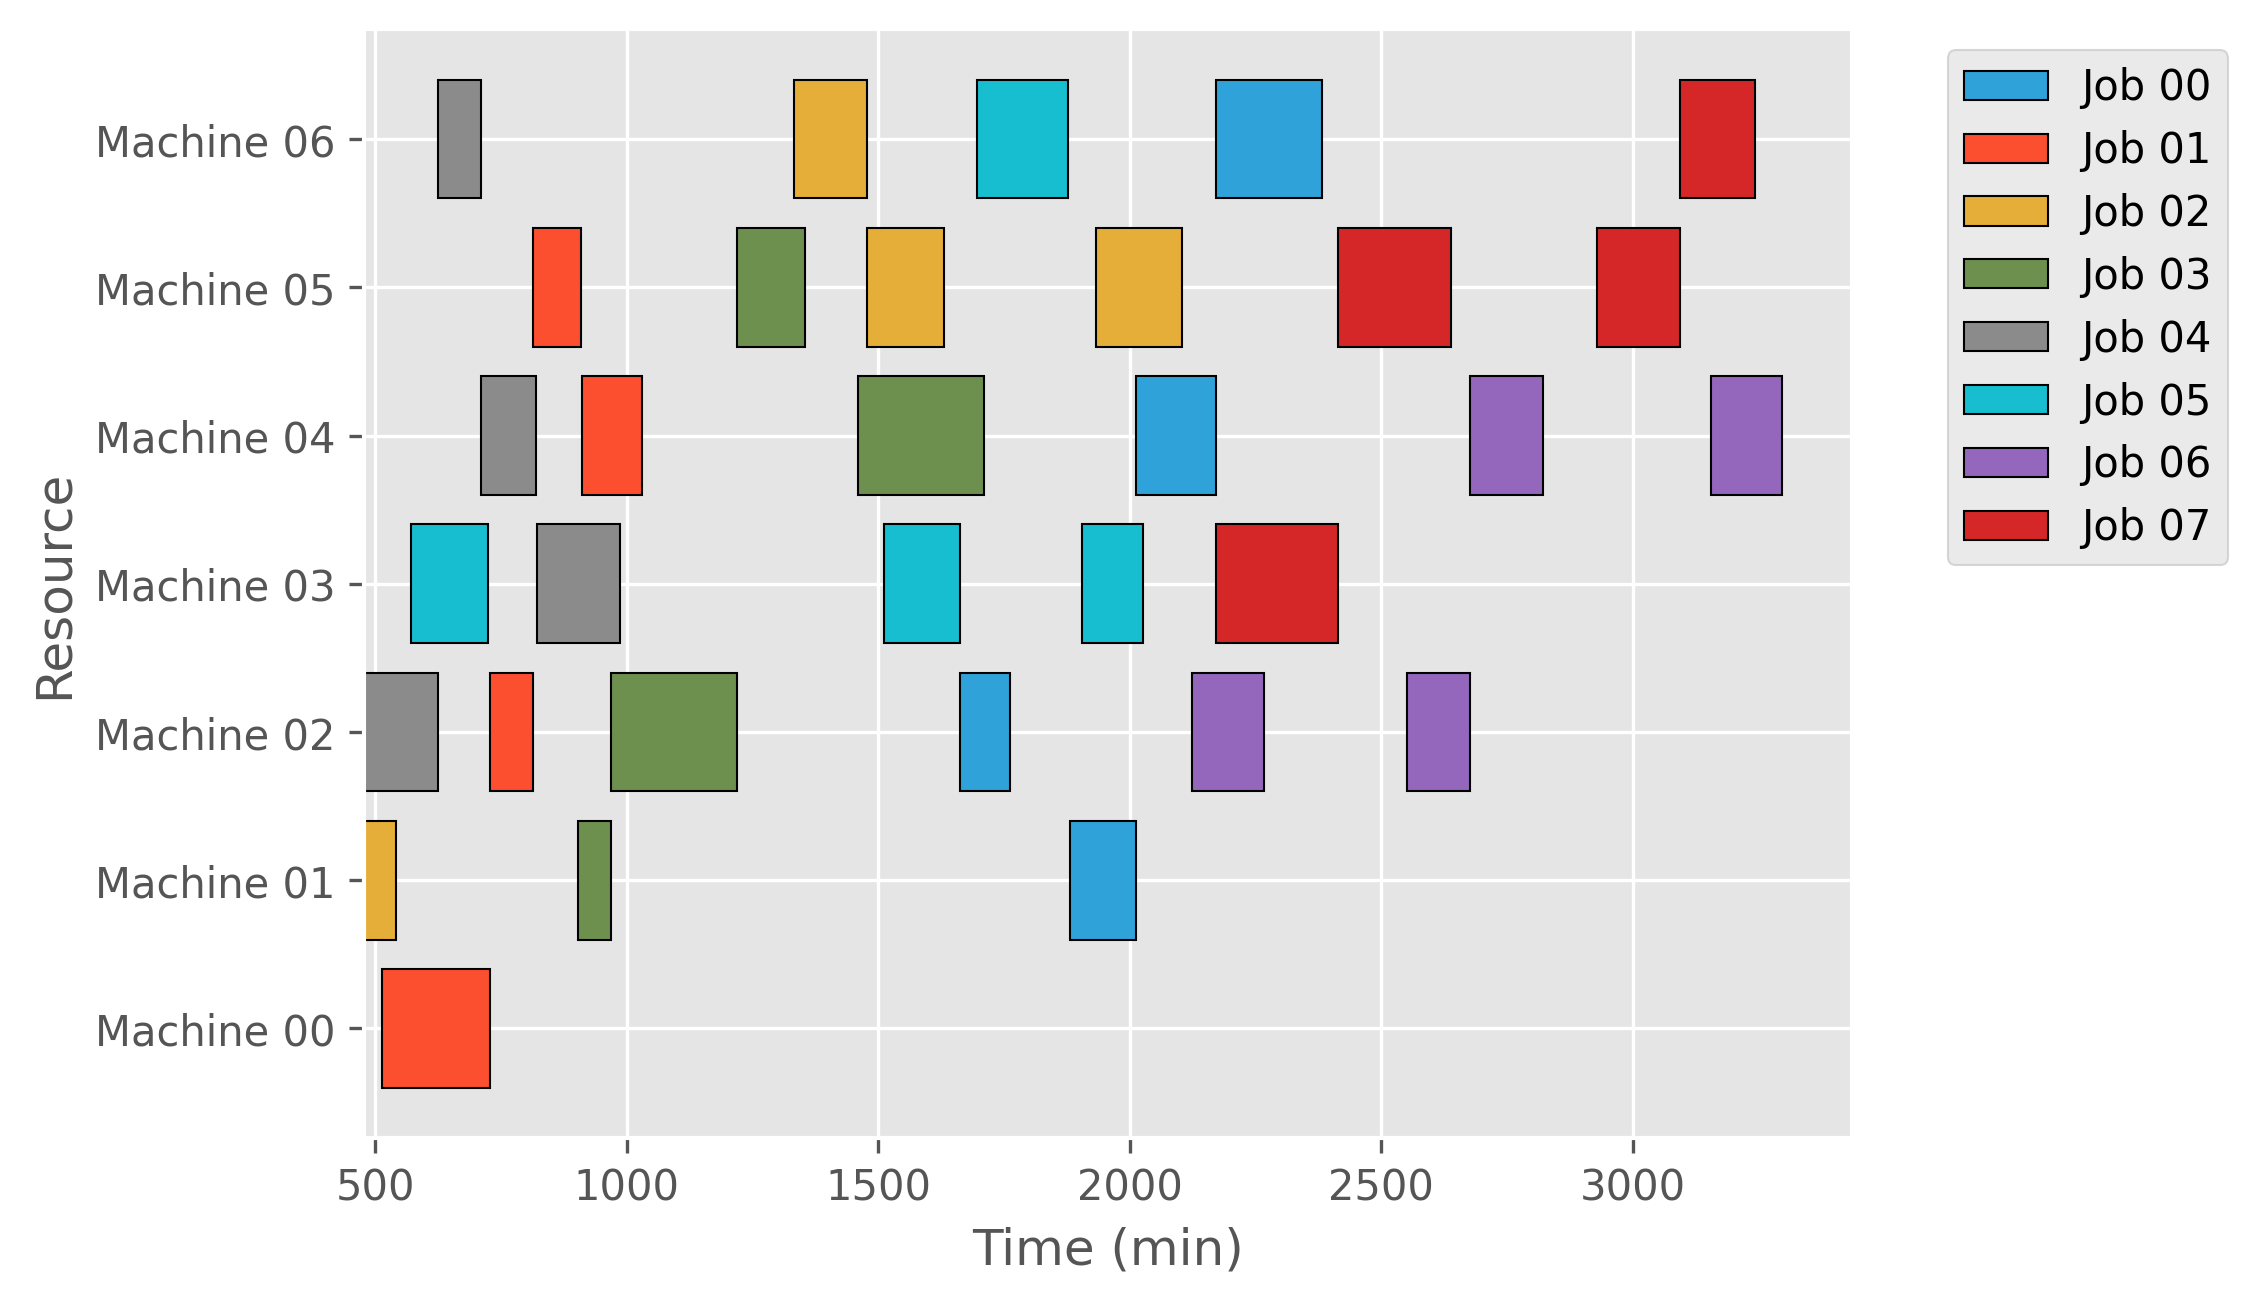 Machine 06
Machine 05
Machine 04
Machine 03
Machine 02
Machine 01
Machine 00
Resource
500 1000 1500 2000 2500 3000
Time (min)
Job 00
Job 01
Job 02
Job 03
Job 04
Job 05
Job 06
Job 07